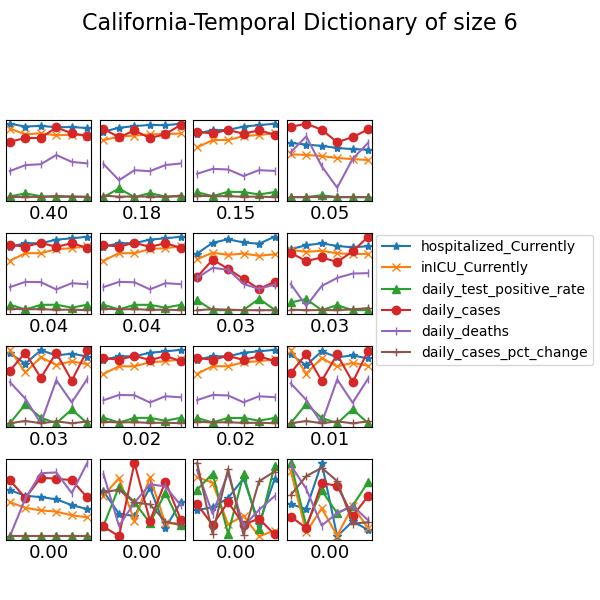 California-Temporal Dictionary of size 6
0.40 0.18 0.15 0.05
0.04 0.04 0.03 0.03
hospitalized_Currently
inICU_Currently
daily_test_positive_rate
daily_cases
daily_deaths
daily_cases_pct_change
0.03 0.02 0.02 0.01
0.00 0.00 0.00 0.00